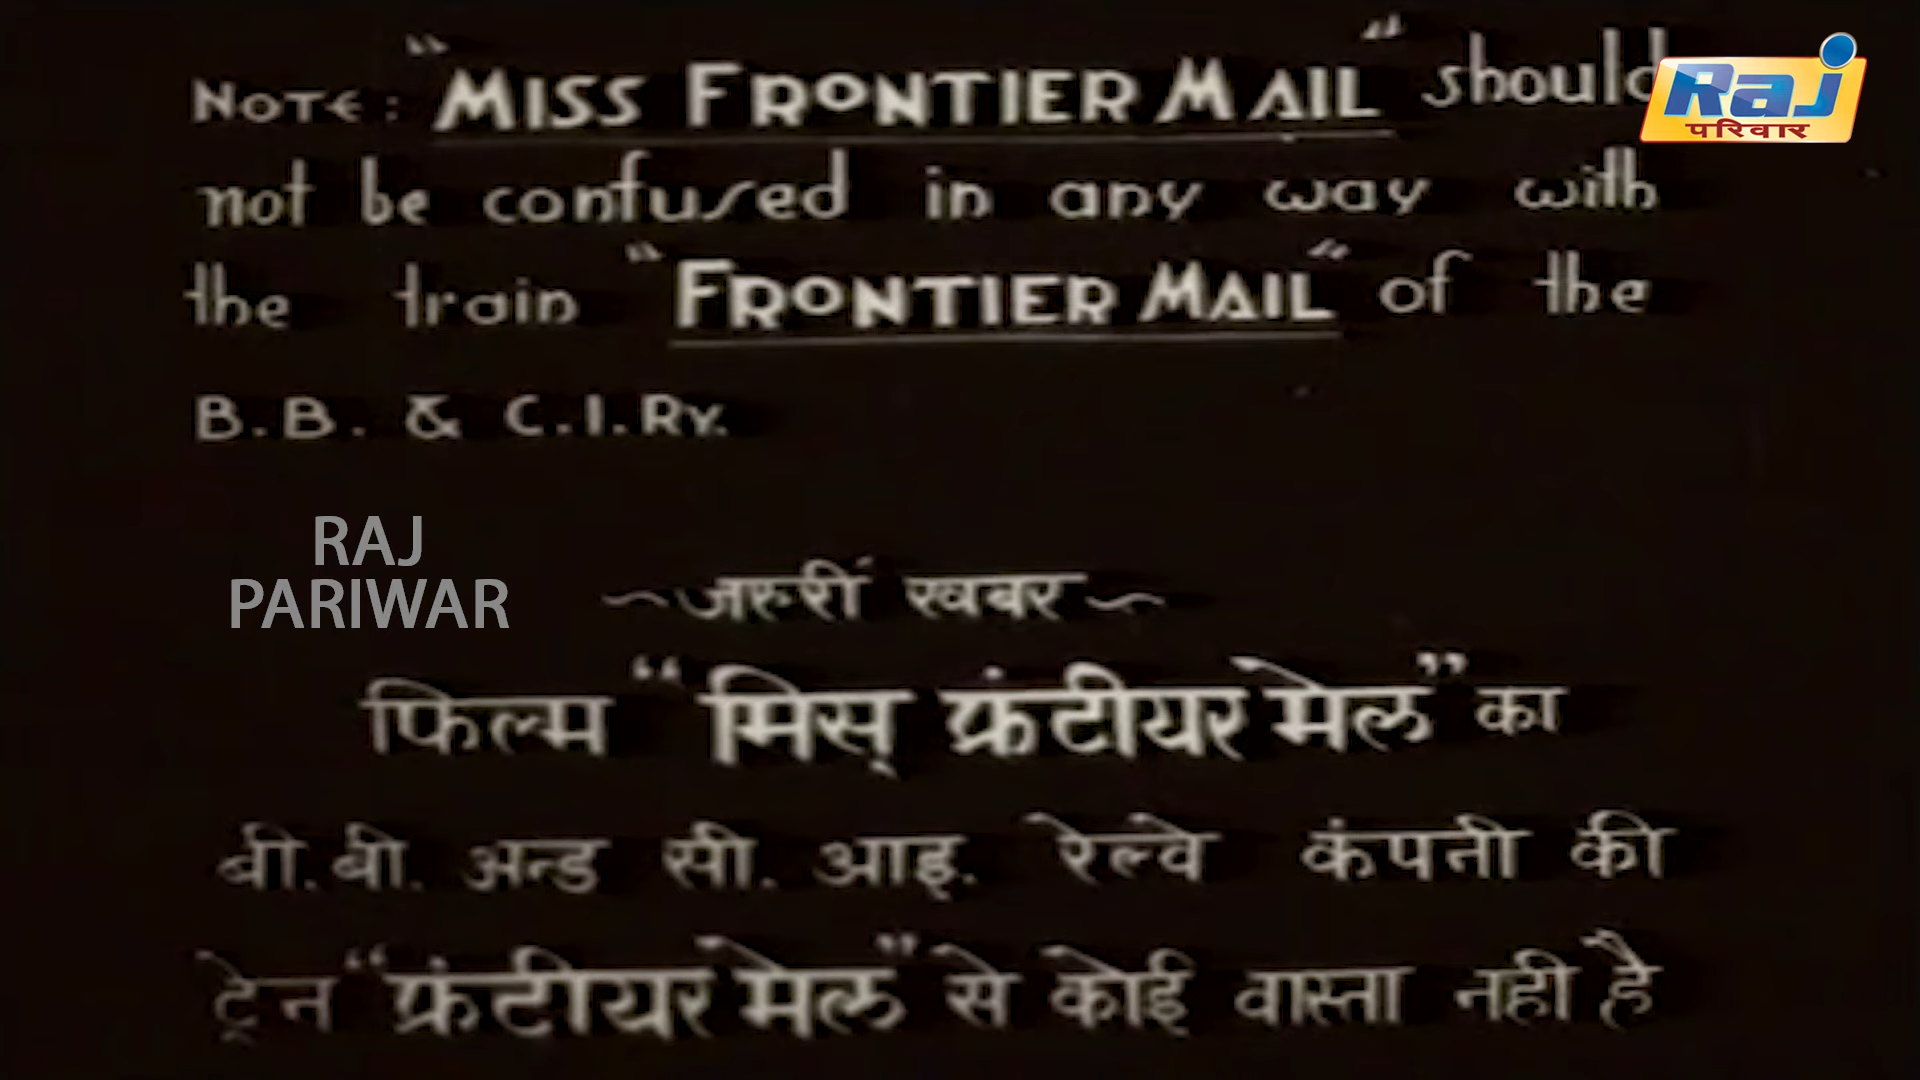 NOTE: "MISS FRONTIER MAIL" should
Raj
परिवार
not be confused in any way with
the train "FRONTIER MAIL" of the
B.B. & C.I.Ry.
RAJ
PARIWAR
~जरुरी खबर~
फिल्म "मिस् फ्रंटीयर मेल" का
बी.बी. अन्ड सी. आइ. रेल्वे कंपनी की
ट्रेन "फ्रंटीयर मेल" से कोई वास्ता नही है